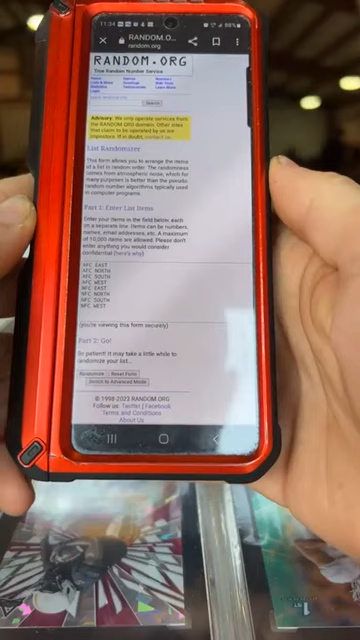 11:34
86%
RANDOM.O...
random.org
RANDOM.ORG
True Random Number Service
Search
Advisory: We only operate services from
the RANDOM.ORG domain. Other sites
that claim to be operated by us are
impostors. If in doubt, contact us.
List Randomizer
This form allows you to arrange the items
of a list in random order. The randomness
comes from atmospheric noise, which for
many purposes is better than the pseudo-
random number algorithms typically used
in computer programs.
Part 1: Enter List Items
Enter your items in the field below, each
on a separate line. Items can be numbers,
names, email addresses, etc. A maximum
of 10,000 items are allowed. Please don't
enter anything you would consider
confidential (here's why).
AFC EAST
AFC NORTH
AFC SOUTH
AFC WEST
NFC EAST
NFC NORTH
NFC SOUTH
NFC WEST
(you're viewing this form securely)
Part 2: Go!
Be patient! It may take a little while to
randomize your list...
Randomize Reset Form
Switch to Advanced Mode
© 1998-2023 RANDOM.ORG
Follow us: Twitter | Facebook
Terms and Conditions
About Us
1ST